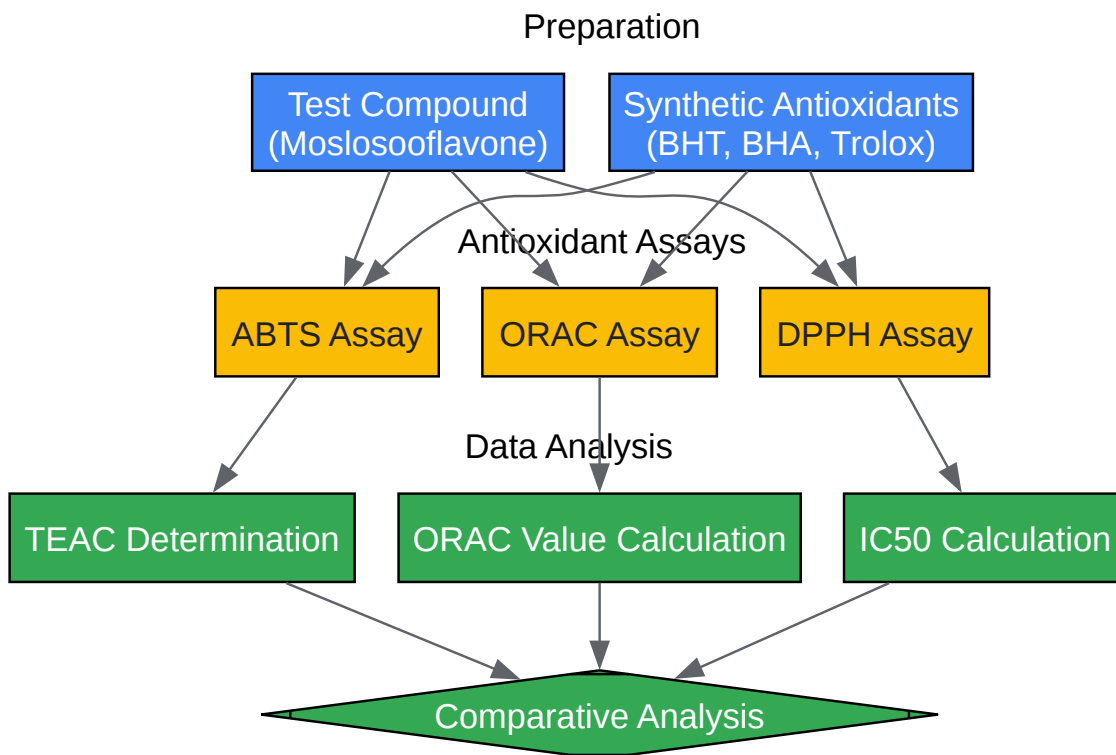 Preparation
Test Compound
(Moslosooflavone)
Synthetic Antioxidants
(BHT, BHA, Trolox)
Antioxidant Assays
ABTS Assay
ORAC Assay
DPPH Assay
Data Analysis
TEAC Determination
ORAC Value Calculation
IC50 Calculation
Comparative Analysis